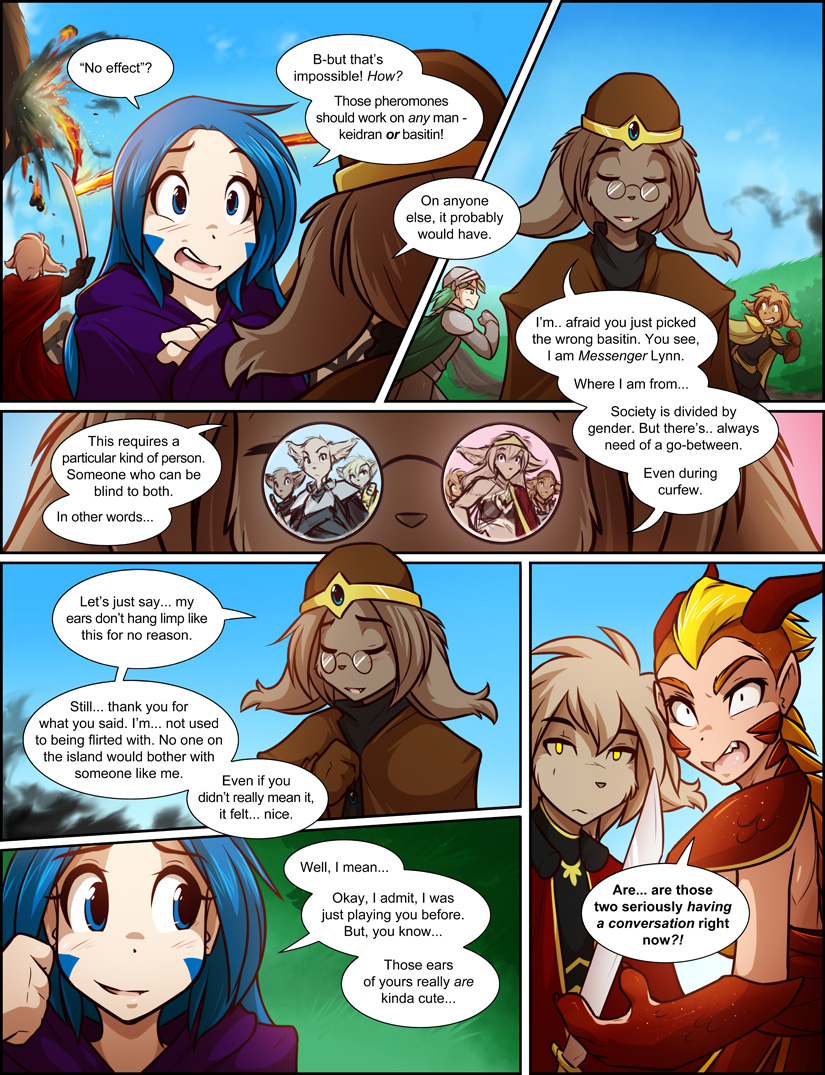 “No effect”?
B-but that’s
impossible! How?
Those pheromones
should work on any man -
keidran or basitin!
On anyone
else, it probably
would have.
I’m.. afraid you just picked
the wrong basitin. You see,
I am Messenger Lynn.
Where I am from...
Society is divided by
gender. But there’s.. always
need of a go-between.
Even during
curfew.
This requires a
particular kind of person.
Someone who can be
blind to both.
In other words...
Let’s just say... my
ears don’t hang limp like
this for no reason.
Still... thank you for
what you said. I’m... not used
to being flirted with. No one on
the island would bother with
someone like me.
Even if you
didn’t really mean it,
it felt... nice.
Are... are those
two seriously having
a conversation right
now?!
Well, I mean...
Okay, I admit, I was
just playing you before.
But, you know...
Those ears
of yours really are
kinda cute...